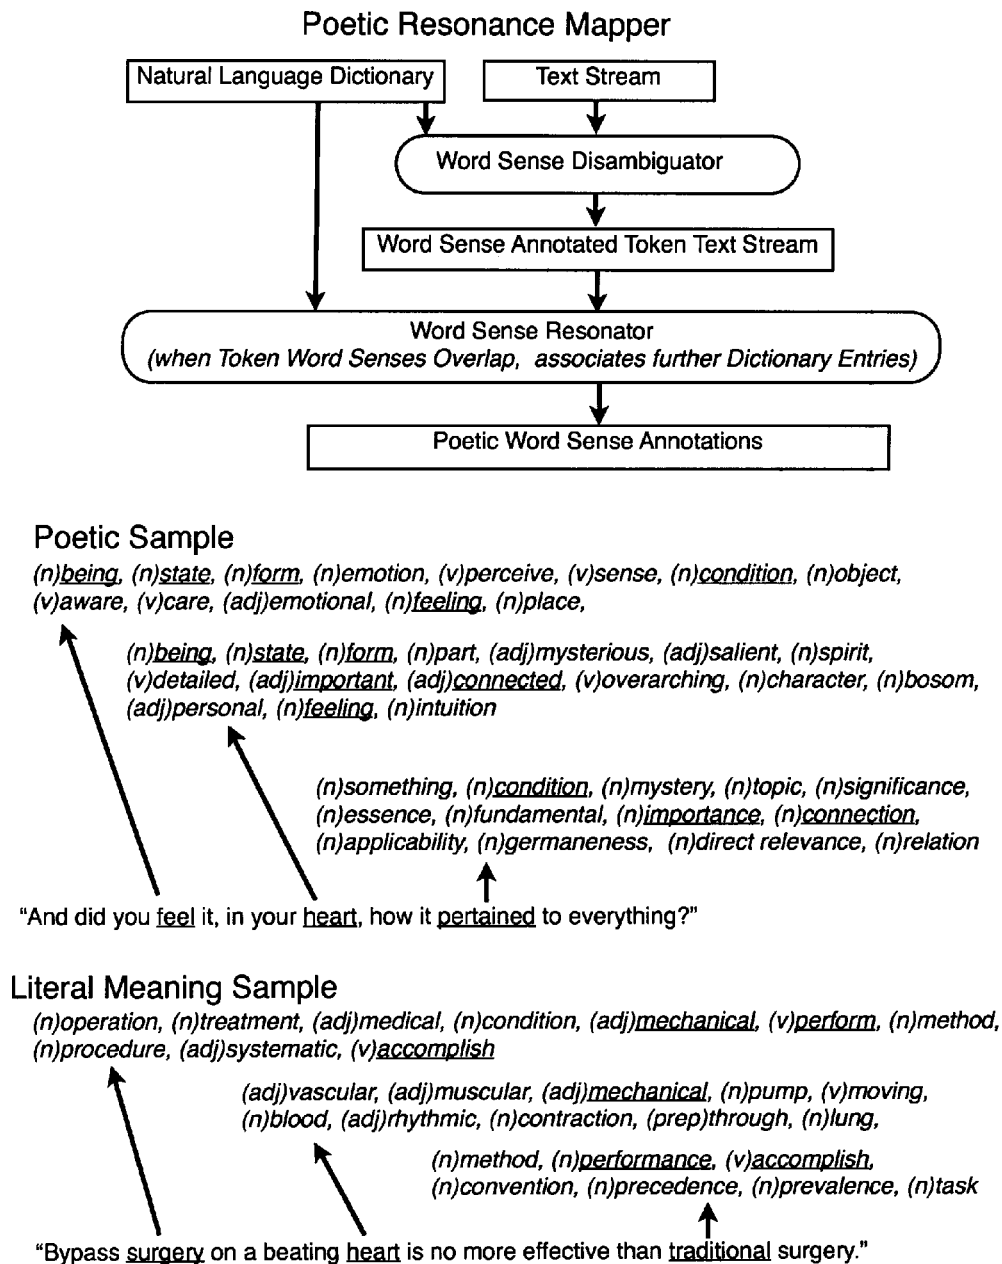 Poetic Resonance Mapper
Natural Language Dictionary
Text Stream
Word Sense Disambiguator
Word Sense Annotated Token Text Stream
Word Sense Resonator
(when Token Word Senses Overlap, associates further Dictionary Entries)
Poetic Word Sense Annotations
Poetic Sample
(n)being, (n)state, (n)form, (n)emotion, (v)perceive, (v)sense, (n)condition, (n)object,
(v)aware, (v)care, (adj)emotional, (n)feeling, (n)place,
(n)being, (n)state, (n)form, (n)part, (adj)mysterious, (adj)salient, (n)spirit,
(v)detailed, (adj)important, (adj)connected, (v)overarching, (n)character, (n)bosom,
(adj)personal, (n)feeling, (n)intuition
(n)something, (n)condition, (n)mystery, (n)topic, (n)significance,
(n)essence, (n)fundamental, (n)importance, (n)connection,
(n)applicability, (n)germaneness, (n)direct relevance, (n)relation
“And did you feel it, in your heart, how it pertained to everything?”
Literal Meaning Sample
(n)operation, (n)treatment, (adj)medical, (n)condition, (adj)mechanical, (v)perform, (n)method,
(n)procedure, (adj)systematic, (v)accomplish
(adj)vascular, (adj)muscular, (adj)mechanical, (n)pump, (v)moving,
(n)blood, (adj)rhythmic, (n)contraction, (prep)through, (n)lung,
(n)method, (n)performance, (v)accomplish,
(n)convention, (n)precedence, (n)prevalence, (n)task
“Bypass surgery on a beating heart is no more effective than traditional surgery.”